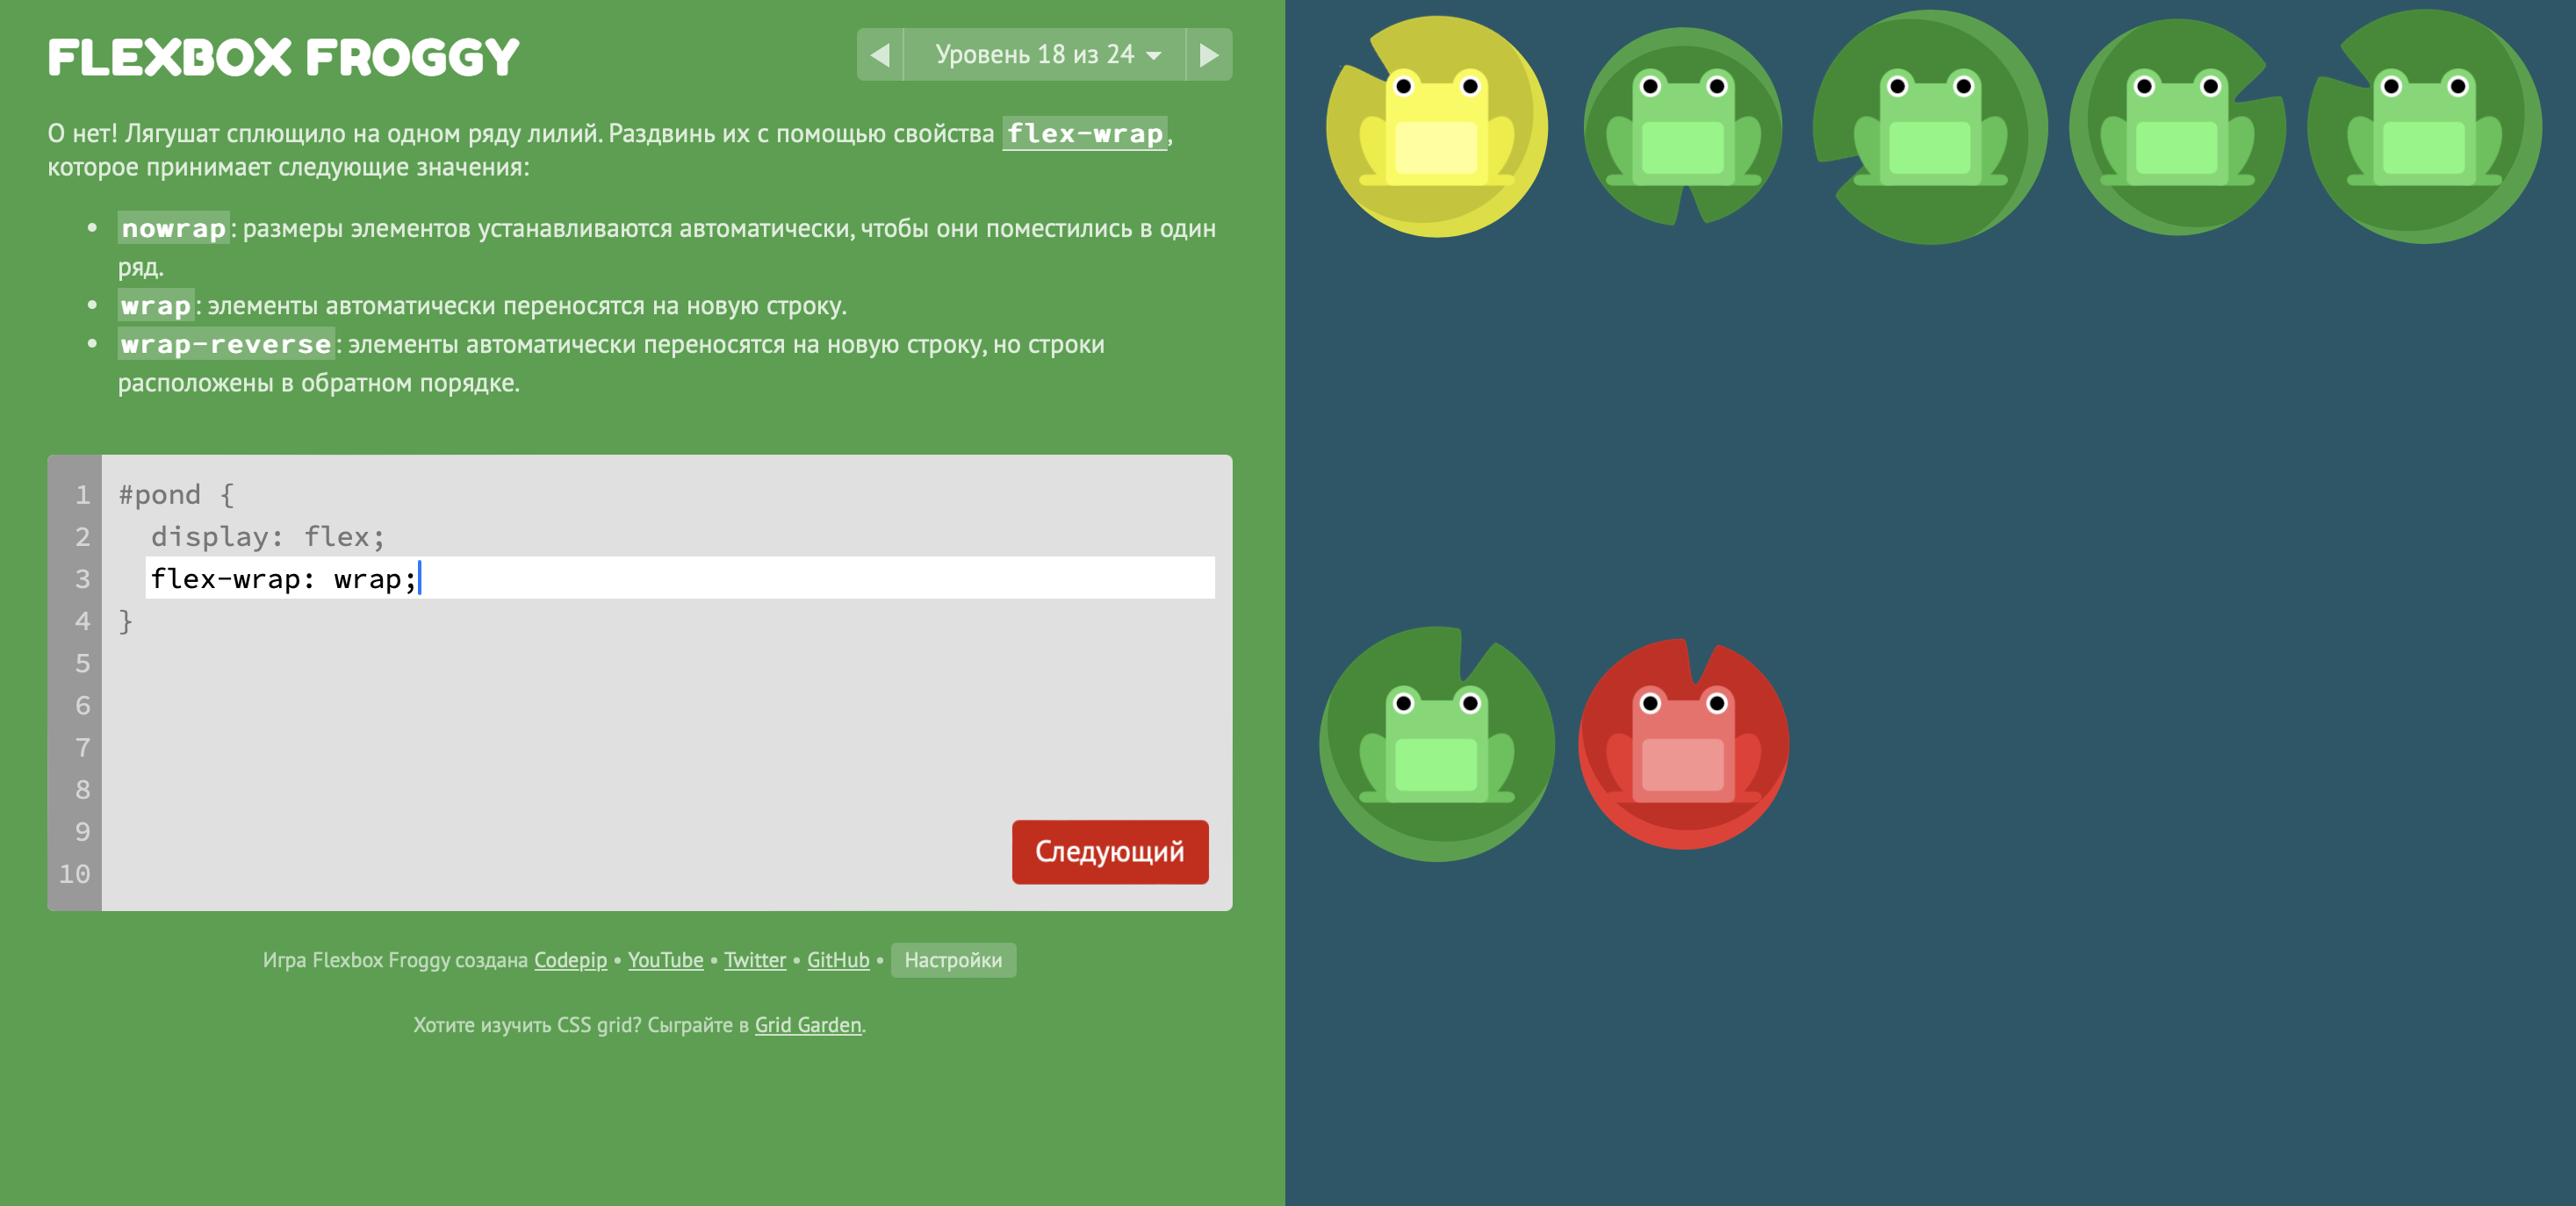 FLEXBOX FROGGY
Уровень 18 из 24
О нет! Лягушат сплющило на одном ряду лилий. Раздвинь их с помощью свойства flex-wrap,
которое принимает следующие значения:
• nowrap: размеры элементов устанавливаются автоматически, чтобы они поместились в один
ряд.
• wrap: элементы автоматически переносятся на новую строку.
• wrap-reverse: элементы автоматически переносятся на новую строку, но строки
расположены в обратном порядке.
1 #pond {
2 display: flex;
3 flex-wrap: wrap;
4 }
5
6
7
8
9
10
Следующий
Игра Flexbox Froggy создана Codepip • YouTube • Twitter • GitHub • Настройки
Хотите изучить CSS grid? Сыграйте в Grid Garden.